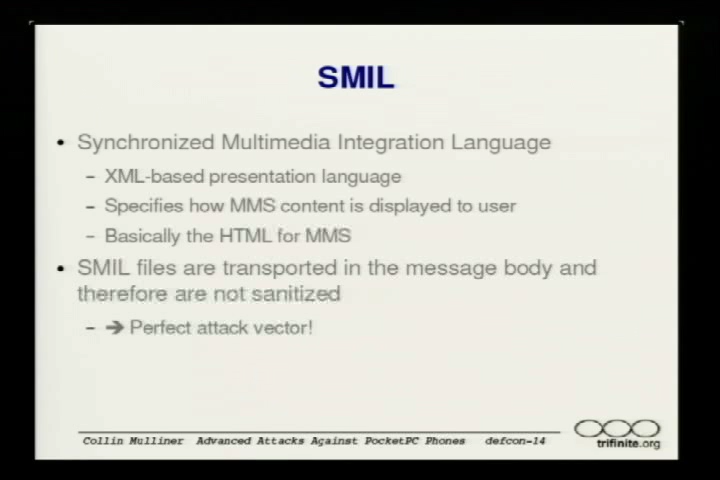 SMIL
• Synchronized Multimedia Integration Language
– XML-based presentation language
– Specifies how MMS content is displayed to user
– Basically the HTML for MMS
• SMIL files are transported in the message body and
therefore are not sanitized
– ➔ Perfect attack vector!
Collin Mulliner Advanced Attacks Against PocketPC Phones defcon-14
trifinite.org